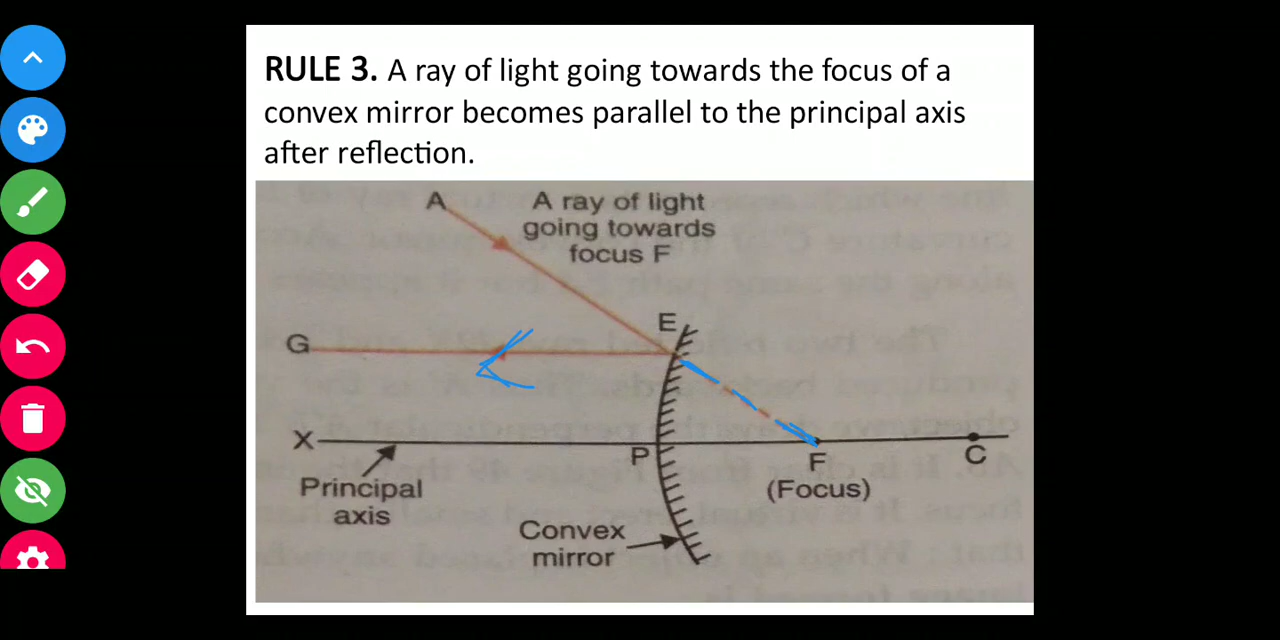 RULE 3. A ray of light going towards the focus of a
convex mirror becomes parallel to the principal axis
after reflection.
A
A ray of light
going towards
focus F
E
G
X
P
F
(Focus)
C
Principal
axis
Convex
mirror